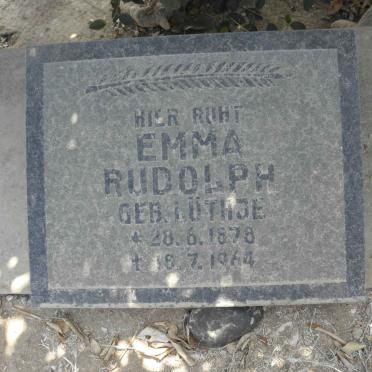 HIER RUHT
EMMA
RUDOLPH
GEB. LÜTHJE
* 28. 6. 1878
† 18. 7. 1964